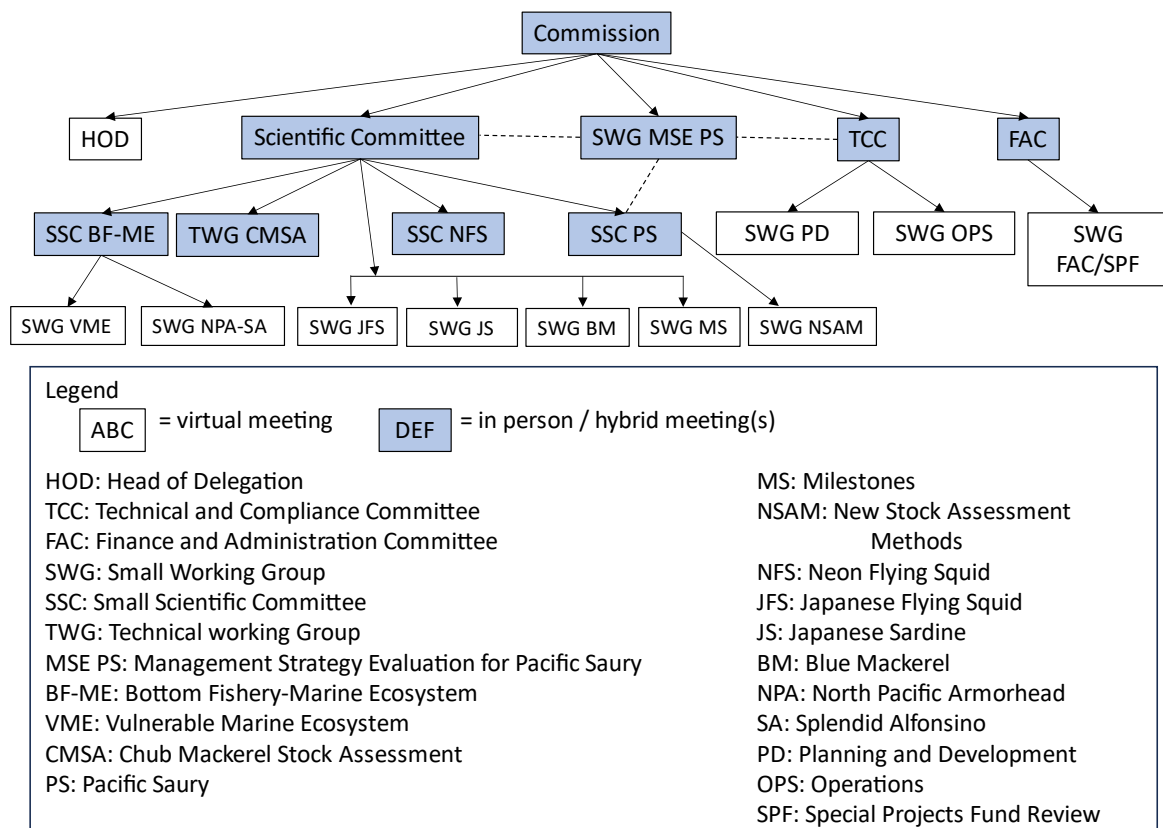 Commission
HOD
Scientific Committee
SWG MSE PS
TCC
FAC
SSC BF-ME
TWG CMSA
SSC NFS
SSC PS
SWG PD
SWG OPS
SWG
FAC/SPF
SWG VME
SWG NPA-SA
SWG JFS
SWG JS
SWG BM
SWG MS
SWG NSAM
Legend
ABC = virtual meeting
DEF = in person / hybrid meeting(s)
HOD: Head of Delegation
TCC: Technical and Compliance Committee
FAC: Finance and Administration Committee
SWG: Small Working Group
SSC: Small Scientific Committee
TWG: Technical working Group
MSE PS: Management Strategy Evaluation for Pacific Saury
BF-ME: Bottom Fishery-Marine Ecosystem
VME: Vulnerable Marine Ecosystem
CMSA: Chub Mackerel Stock Assessment
PS: Pacific Saury
MS: Milestones
NSAM: New Stock Assessment
Methods
NFS: Neon Flying Squid
JFS: Japanese Flying Squid
JS: Japanese Sardine
BM: Blue Mackerel
NPA: North Pacific Armorhead
SA: Splendid Alfonsino
PD: Planning and Development
OPS: Operations
SPF: Special Projects Fund Review